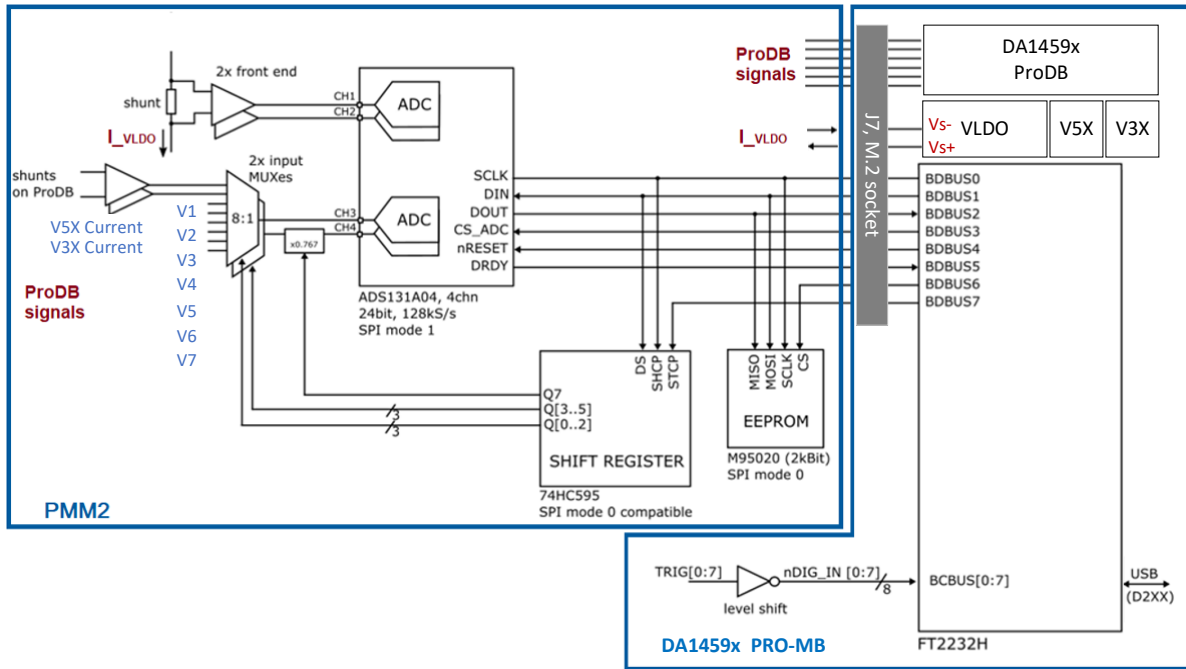 2x front end
shunt
I_VLDO
CH1
CH2
ADC
shunts
on ProDB
2x input
MUXes
8:1
V5X Current
V3X Current
V1
V2
V3
V4
V5
V6
V7
ProDB
signals
x0.767
CH3
CH4
ADC
SCLK
DIN
DOUT
CS_ADC
nRESET
DRDY
ADS131A04, 4chn
24bit, 128kS/s
SPI mode 1
DS
SHCP
STCP
Q7
Q[3..5]
Q[0..2]
3
3
SHIFT REGISTER
74HC595
SPI mode 0 compatible
MISO
MOSI
SCLK
CS
EEPROM
M95020 (2kBit)
SPI mode 0
PMM2
ProDB
signals
I_VLDO
J7, M.2 socket
DA1459x
ProDB
Vs-
Vs+
VLDO
V5X
V3X
BDBUS0
BDBUS1
BDBUS2
BDBUS3
BDBUS4
BDBUS5
BDBUS6
BDBUS7
TRIG[0:7]
level shift
nDIG_IN [0:7]
8
BCBUS[0:7]
USB
(D2XX)
FT2232H
DA1459x PRO-MB